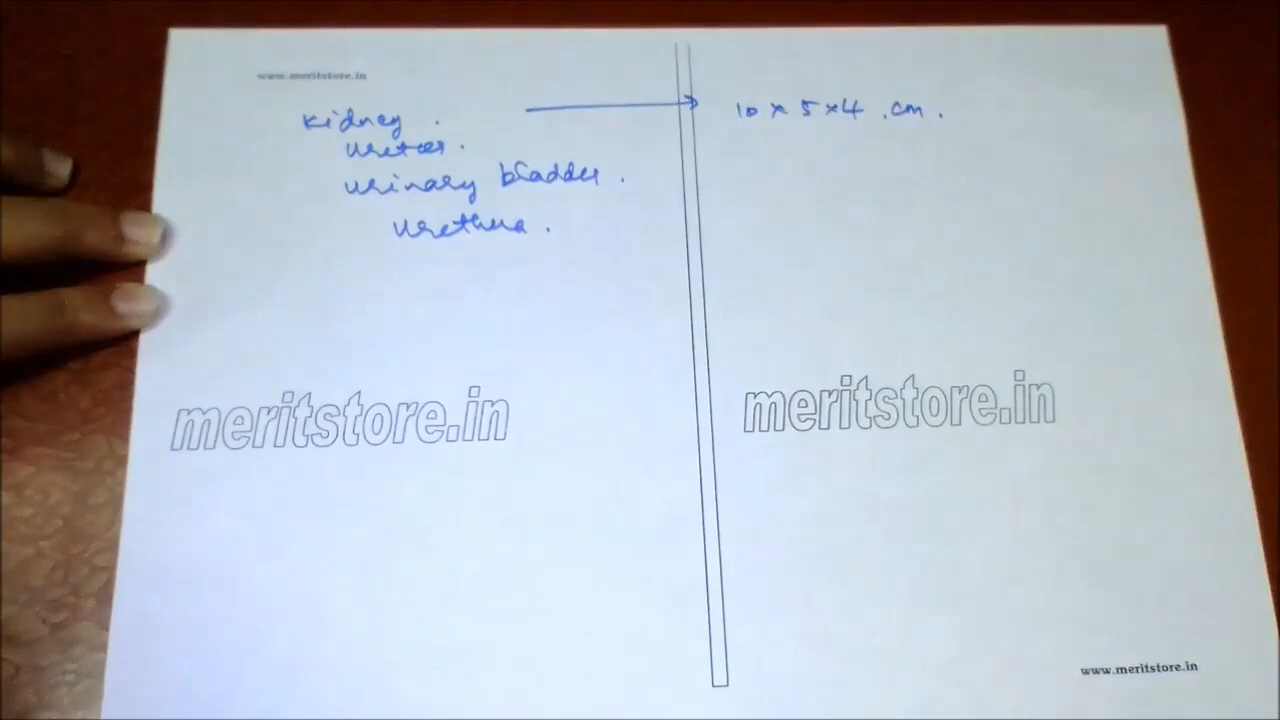 www.meritstore.in
kidney . → 10 x 5 x 4 .cm .
ureter .
urinary bladder .
urethra .
meritstore.in
meritstore.in
www.meritstore.in